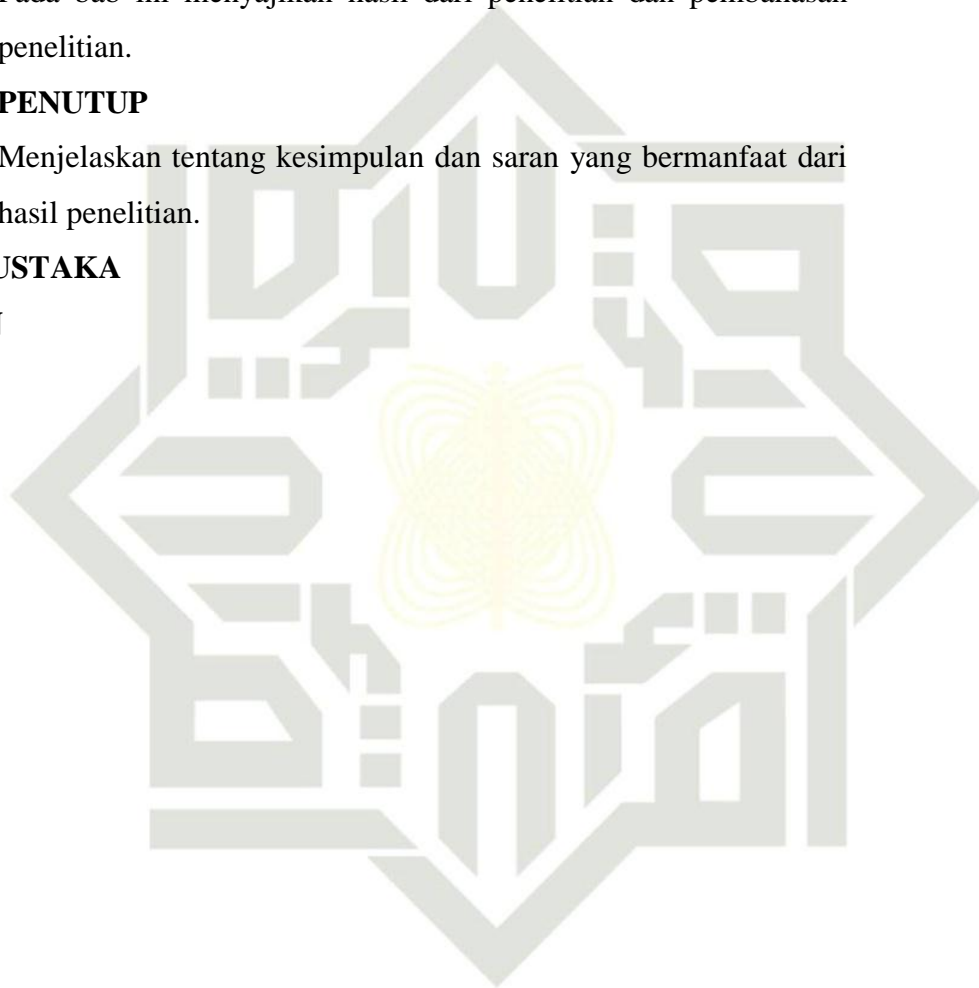 Pada bab ini menyajikan hasil dari penelitian dan pembahasan
penelitian.
PENUTUP
Menjelaskan tentang kesimpulan dan saran yang bermanfaat dari
hasil penelitian.
USTAKA